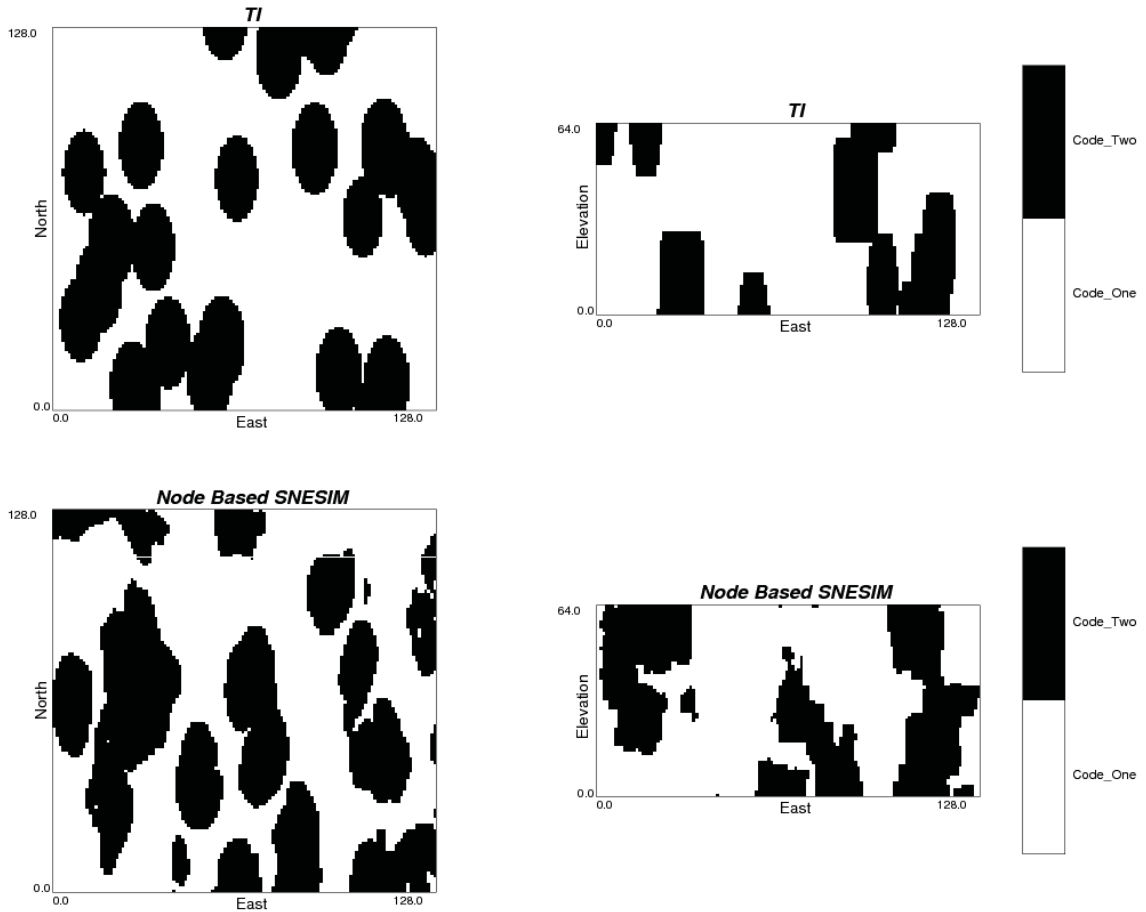 TI
128.0
North
0.0
0.0
East
128.0
TI
64.0
Elevation
0.0
0.0
East
128.0
Code_Two
Code_One
Node Based SNESIM
128.0
North
0.0
0.0
East
128.0
Node Based SNESIM
64.0
Elevation
0.0
0.0
East
128.0
Code_Two
Code_One